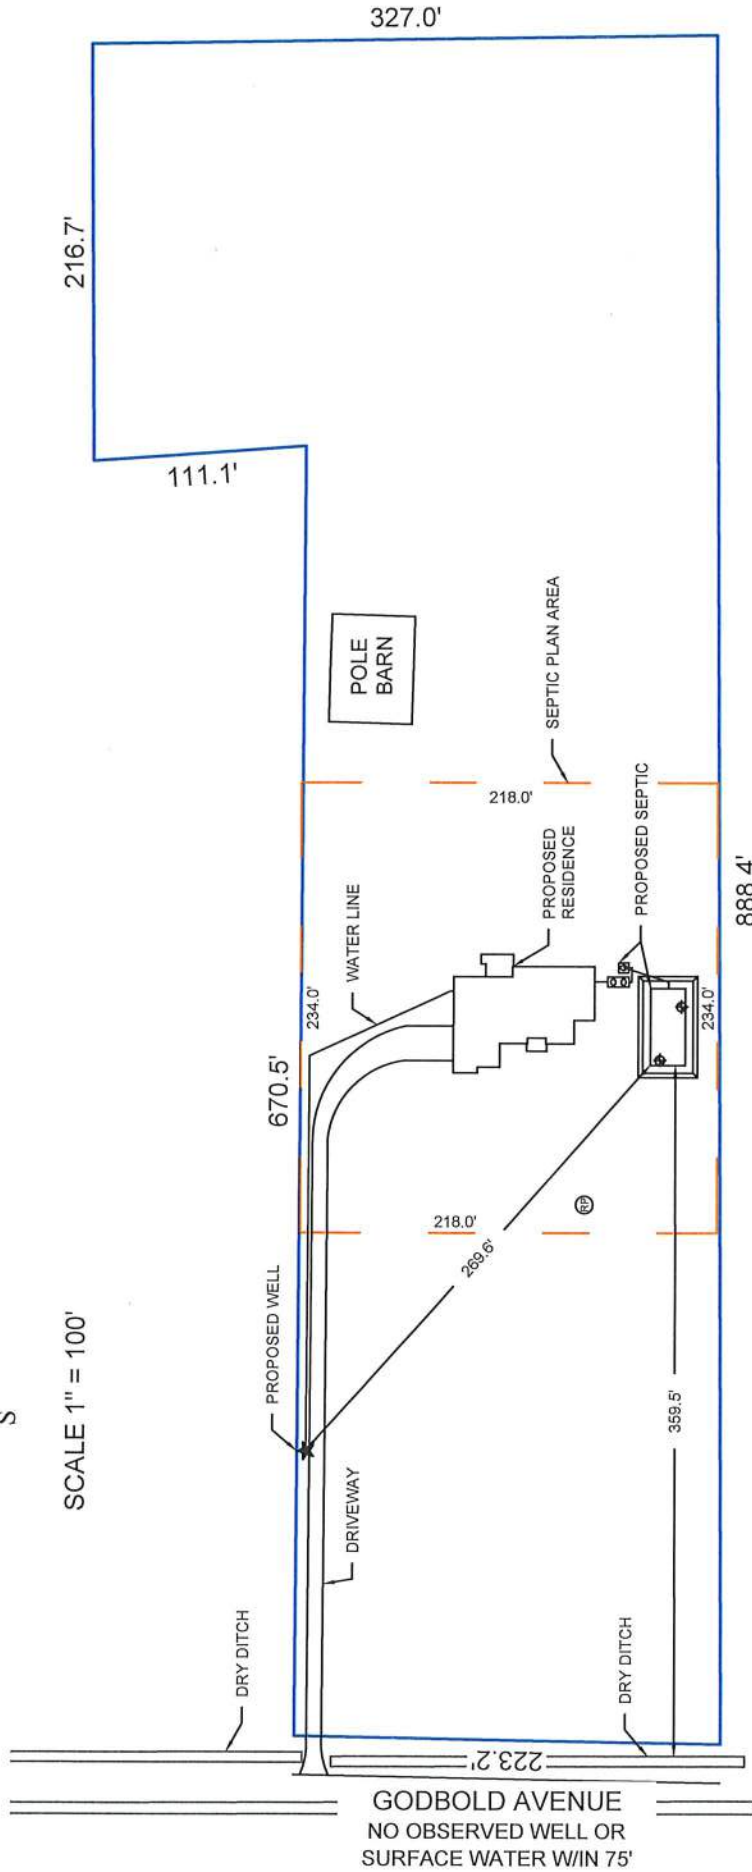 327.0'
216.7'
111.1'
POLE
BARN
SEPTIC PLAN AREA
218.0'
PROPOSED
RESIDENCE
PROPOSED SEPTIC
888.4'
WATER LINE
234.0'
234.0'
670.5'
RP
218.0'
269.6'
PROPOSED WELL
S
SCALE 1" = 100'
359.5'
DRIVEWAY
DRY DITCH
DRY DITCH
223.2'
GODBOLD AVENUE
NO OBSERVED WELL OR
SURFACE WATER W/IN 75'